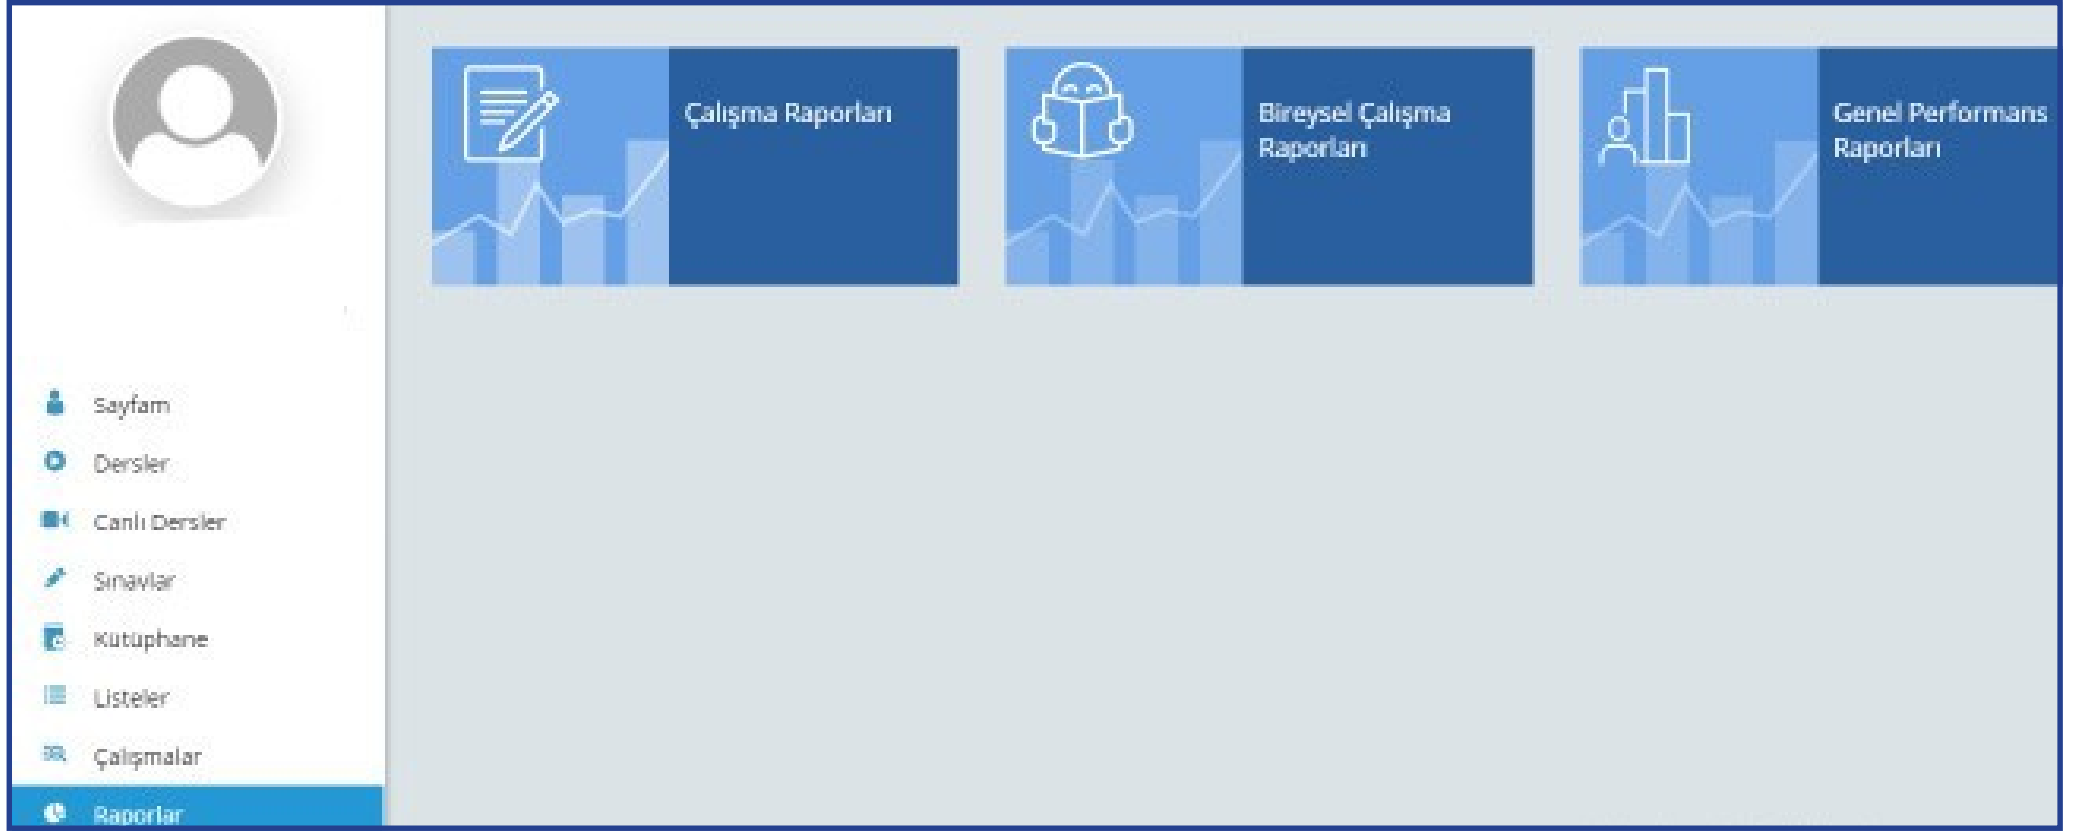 Çalışma Raporları
Bireysel Çalışma
Raporları
Genel Performans
Raporları
Sayfam
Dersler
Canlı Dersler
Sınavlar
Kütüphane
Listeler
Çalışmalar
Raporlar